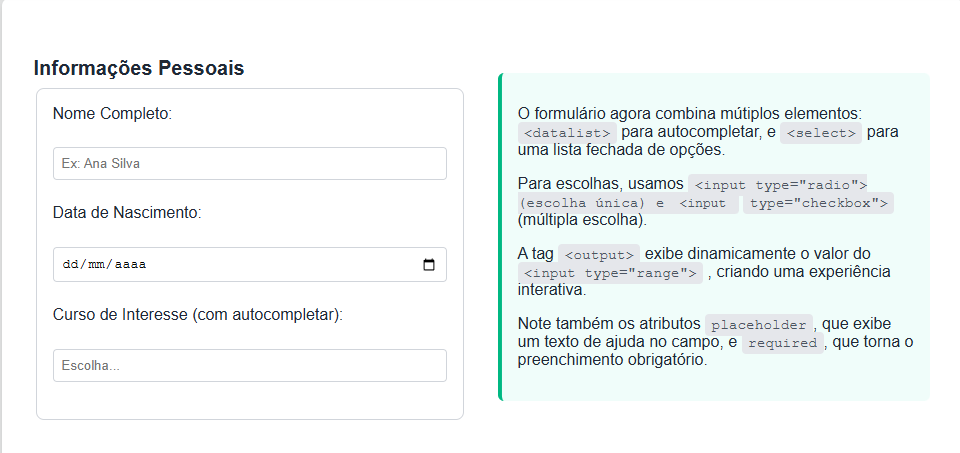 Informações Pessoais
Nome Completo:
Ex: Ana Silva
Data de Nascimento:
dd/mm/aaaa
Curso de Interesse (com autocompletar):
Escolha...
O formulário agora combina mútiplos elementos:
<datalist> para autocompletar, e <select> para
uma lista fechada de opções.
Para escolhas, usamos <input type="radio">
(escolha única) e <input type="checkbox">
(múltipla escolha).
A tag <output> exibe dinamicamente o valor do
<input type="range"> , criando uma experiência
interativa.
Note também os atributos placeholder, que exibe
um texto de ajuda no campo, e required, que torna o
preenchimento obrigatório.